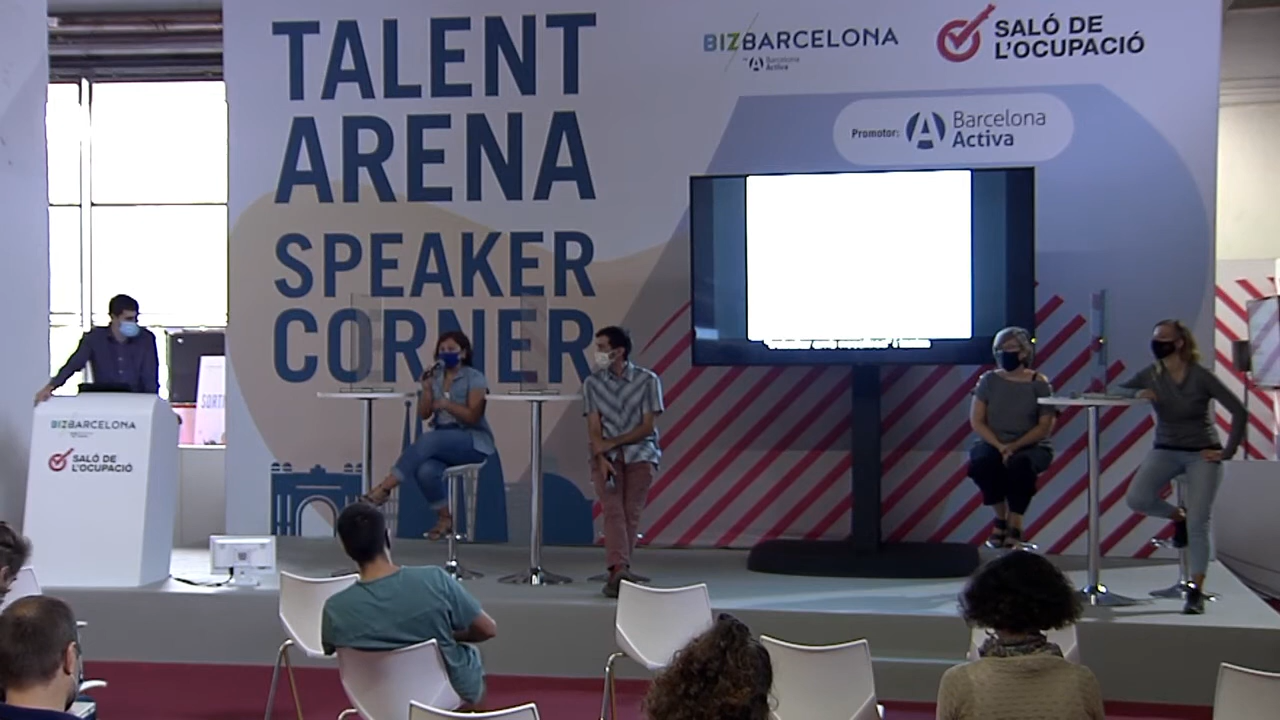 TALENT
ARENA
SPEAKER
CORNER
BIZBARCELONA
Barcelona
Activa
SALÓ DE
L'OCUPACIÓ
Promotor:
Barcelona
Activa
BIZBARCELONA
SALÓ DE
L'OCUPACIÓ